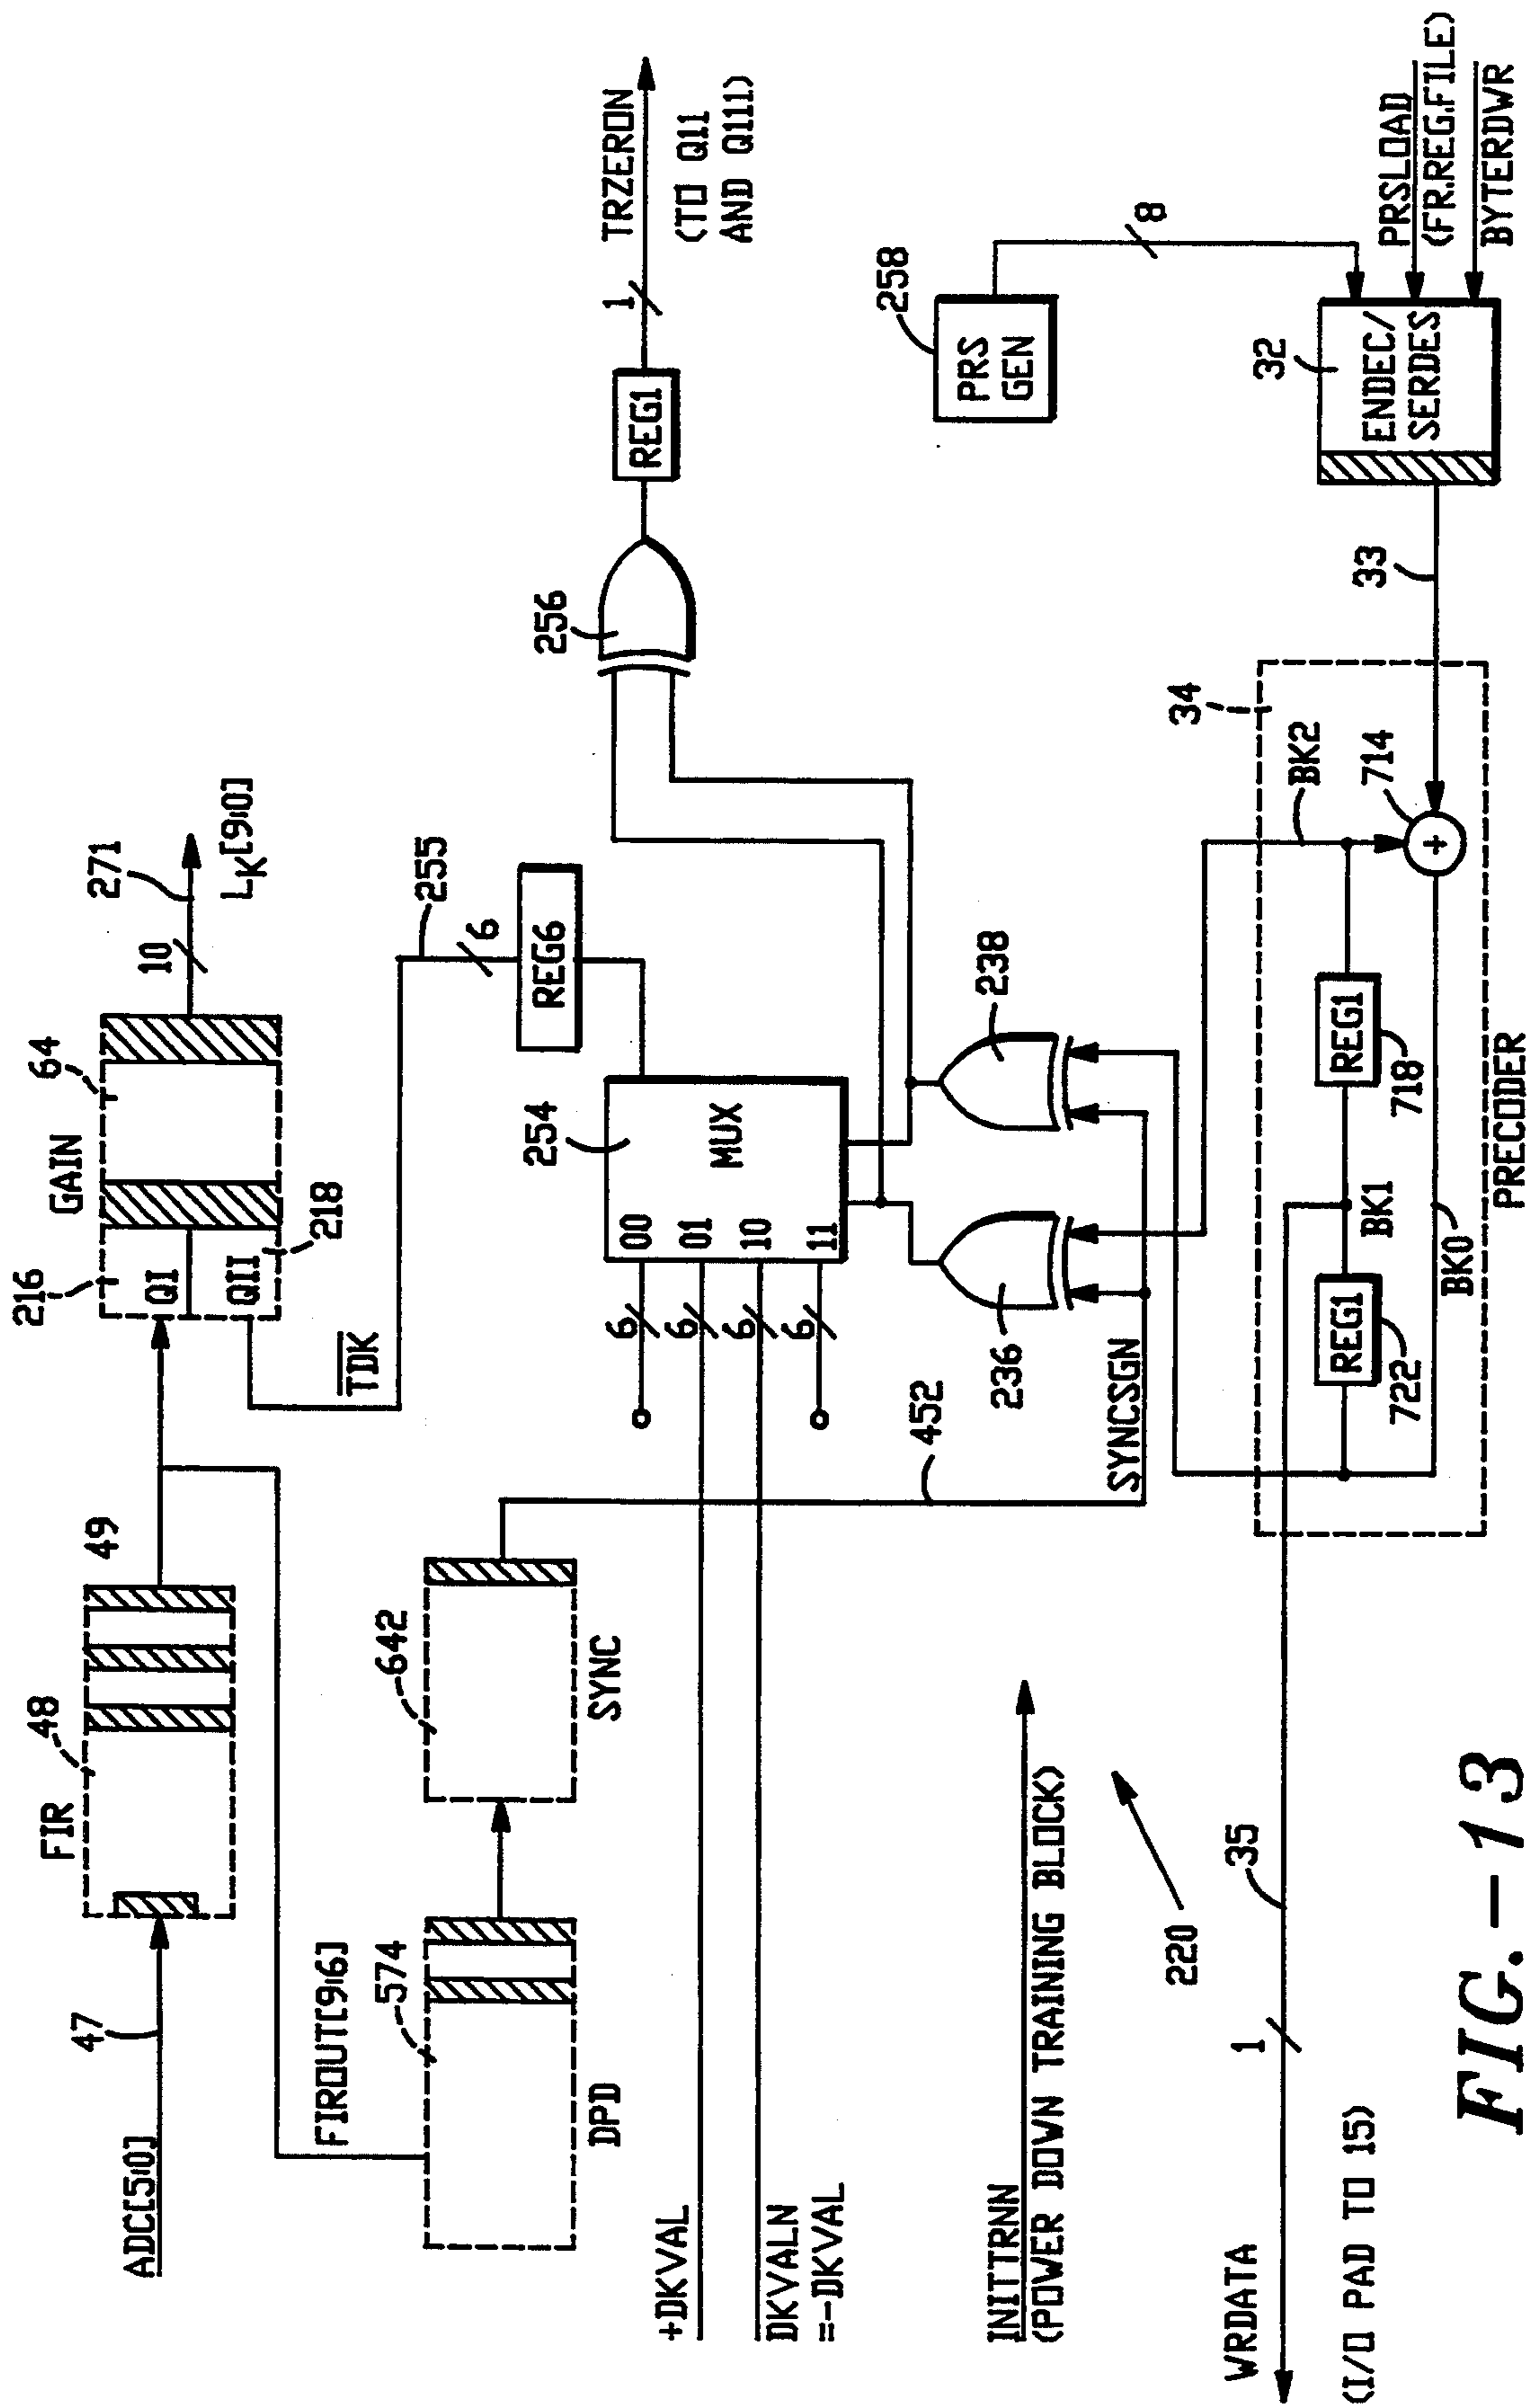 ADC[5:0]
47
FIR
48
49
216
QI
QII
218
GAIN
64
10
271
LK[9:0]
TDK
255
6
REG6
FIROUT[9:6]
574
DPD
642
SYNC
452
+DKVAL
DKVALN
=-DKVAL
6
6
6
6
00
01
10
11
MUX
254
256
REG1
1
TRZERON
(TO Q11
AND Q111)
236
238
SYNCSGN
258
PRS
GEN
8
INITTRNN
(POWER DOWN TRAINING BLOCK)
220
WRDATA
(I/O PAD TO 15)
1
35
34
BK2
714
+
REG1
718
BK1
REG1
722
BK0
PRECODER
33
32
ENDEC/
SERDES
PRSLOAD
(FR.REG.FILE)
BYTERDWR
FIG.-13